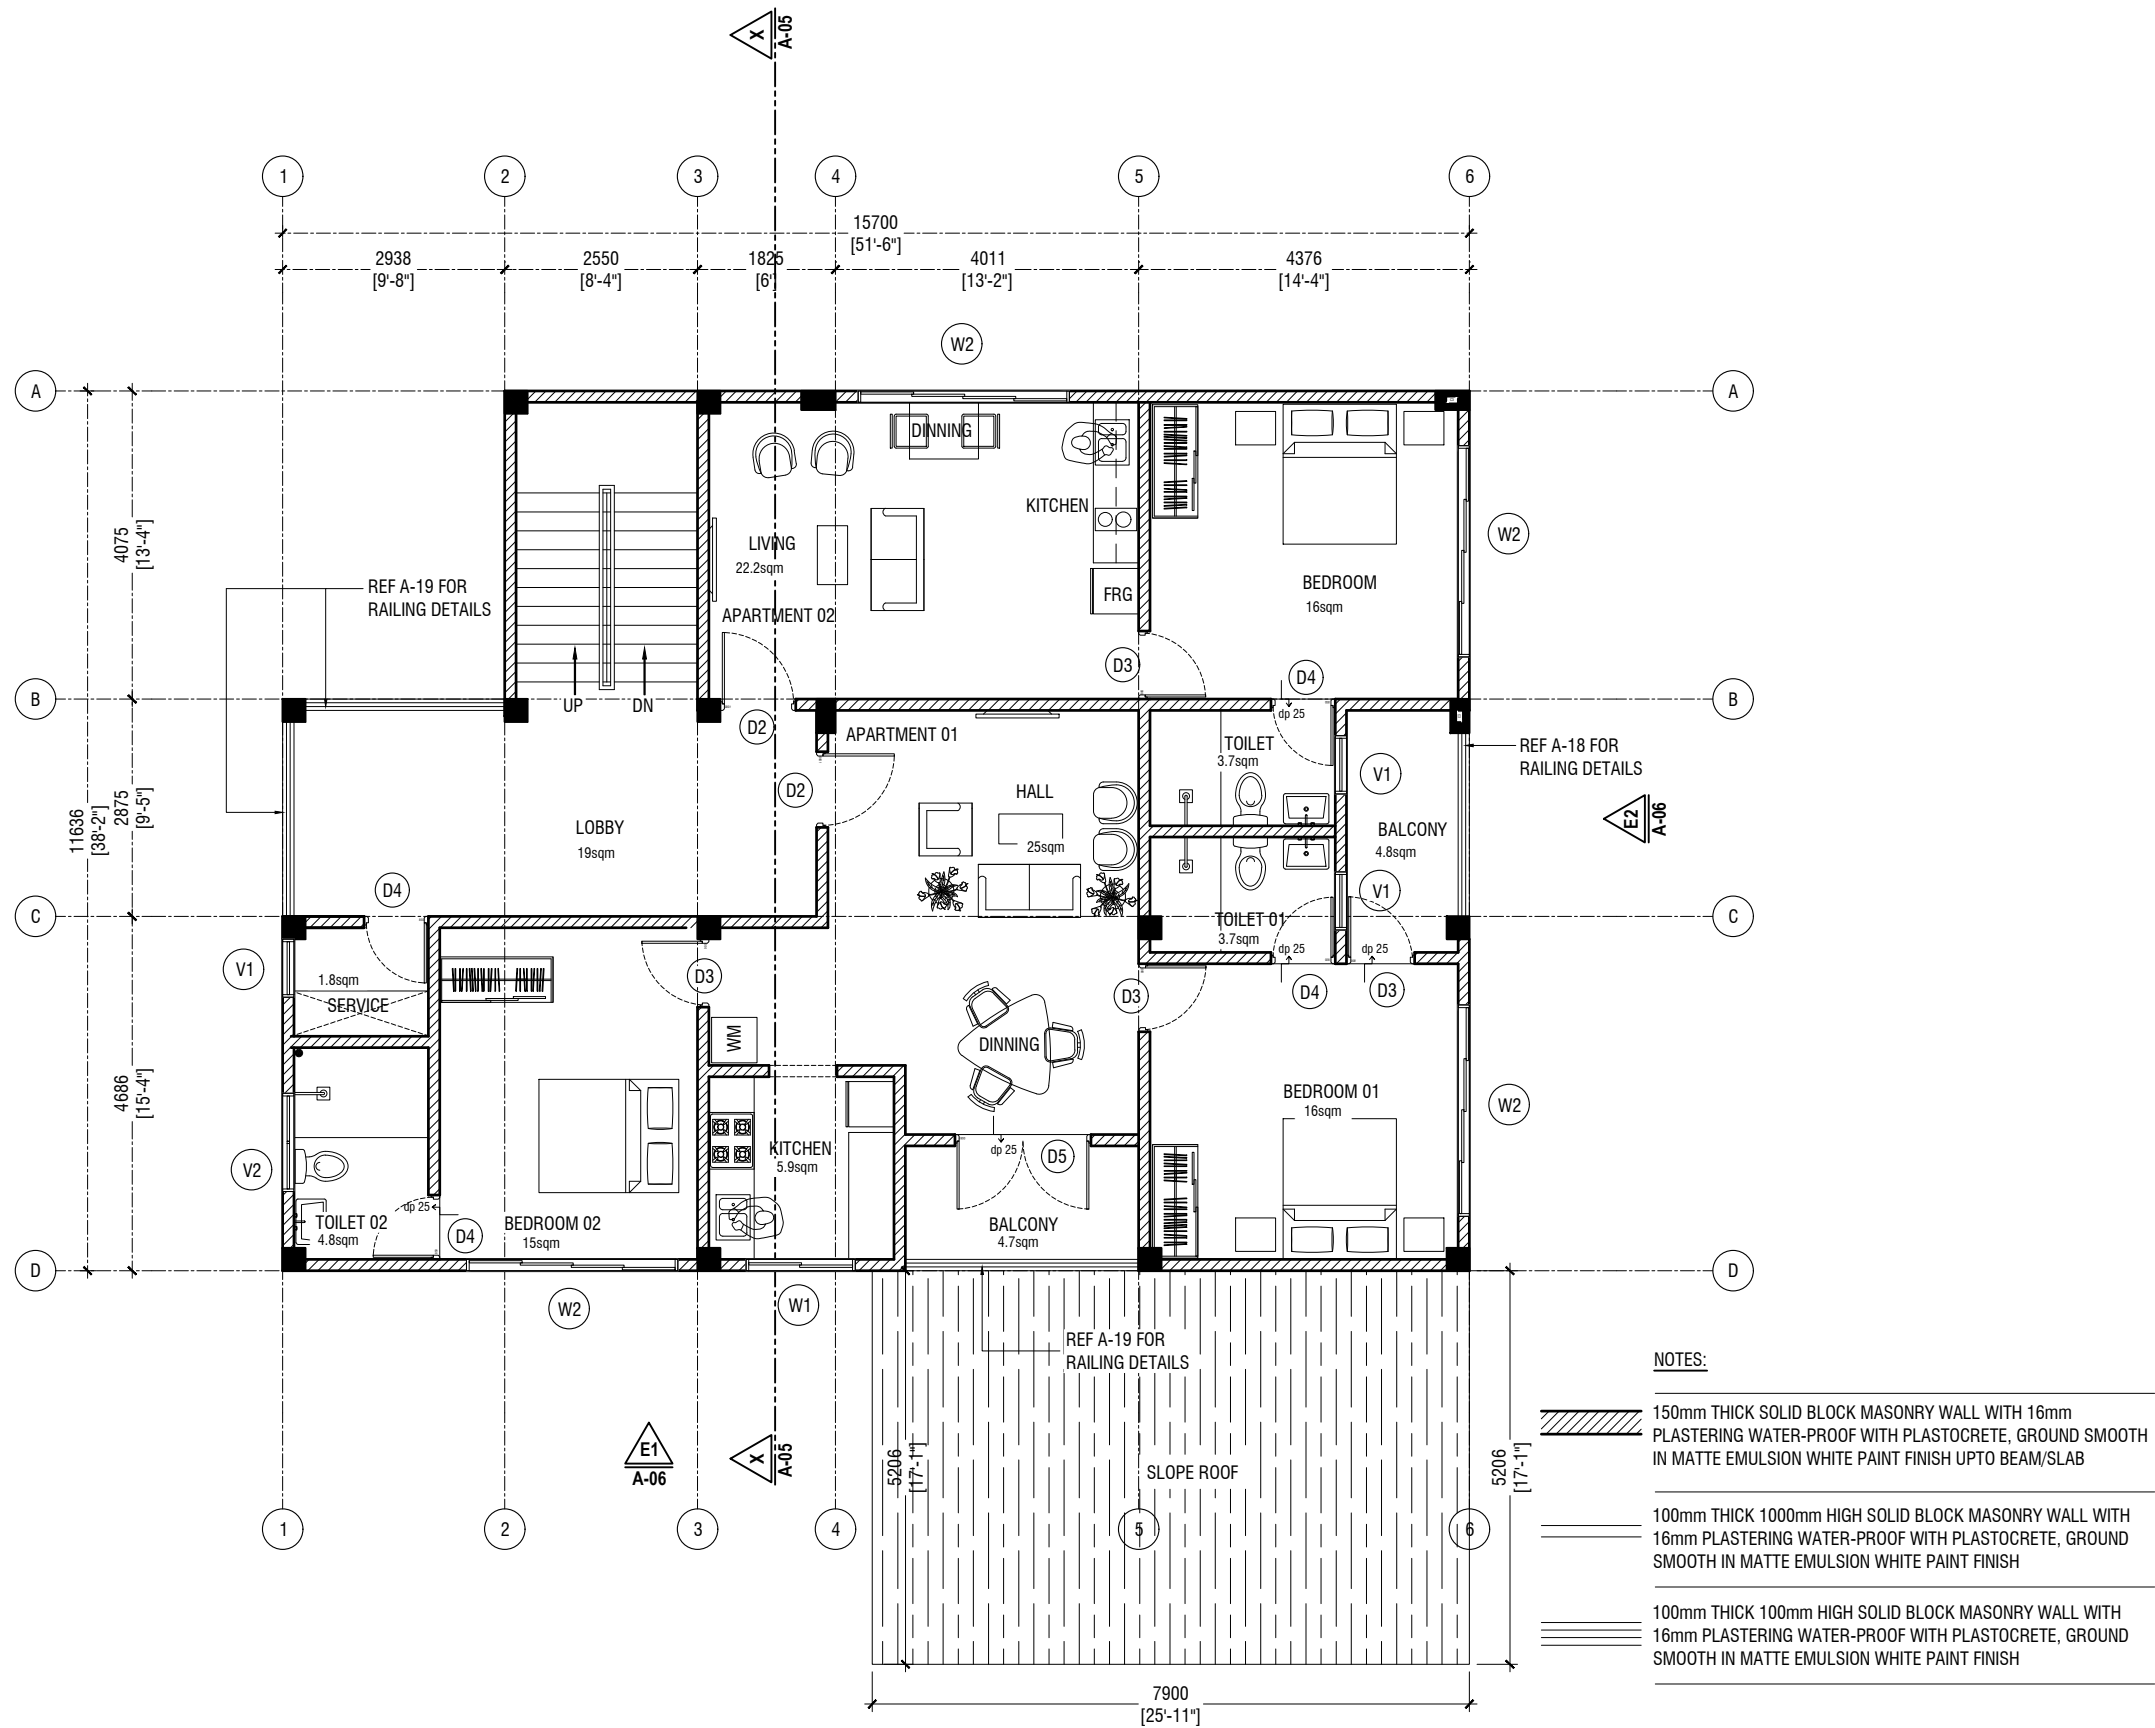 X
A-05
1
2
3
4
5
6
15700
[51'-6"]
2938
[9'-8"]
2550
[8'-4"]
1825
[6']
4011
[13'-2"]
4376
[14'-4"]
W2
A
A
DINNING
KITCHEN
4075
[13'-4"]
LIVING
22.2sqm
W2
REF A-19 FOR
RAILING DETAILS
BEDROOM
16sqm
FRG
APARTMENT 02
D3
D4
B
UP
DN
B
dp 25
D2
APARTMENT 01
TOILET
3.7sqm
REF A-18 FOR
RAILING DETAILS
V1
D2
HALL
11636
[38'-2"]
2875
[9'-5"]
LOBBY
19sqm
25sqm
BALCONY
4.8sqm
E2
A-06
D4
V1
C
TOILET 01
3.7sqm
C
dp 25
dp 25
V1
1.8sqm
SERVICE
D3
D3
D4
D3
WM
DINNING
4686
[15'-4"]
BEDROOM 01
16sqm
W2
KITCHEN
5.9sqm
dp 25
D5
V2
dp 25
TOILET 02
4.8sqm
D4
BEDROOM 02
15sqm
BALCONY
4.7sqm
D
D
W2
W1
REF A-19 FOR
RAILING DETAILS
E1
A-06
X
A-05
5206
[17'-1"]
SLOPE ROOF
5206
[17'-1"]
1
2
3
4
5
6
7900
[25'-11"]
NOTES:
150mm THICK SOLID BLOCK MASONRY WALL WITH 16mm
PLASTERING WATER-PROOF WITH PLASTOCRETE, GROUND SMOOTH
IN MATTE EMULSION WHITE PAINT FINISH UPTO BEAM/SLAB
100mm THICK 1000mm HIGH SOLID BLOCK MASONRY WALL WITH
16mm PLASTERING WATER-PROOF WITH PLASTOCRETE, GROUND
SMOOTH IN MATTE EMULSION WHITE PAINT FINISH
100mm THICK 100mm HIGH SOLID BLOCK MASONRY WALL WITH
16mm PLASTERING WATER-PROOF WITH PLASTOCRETE, GROUND
SMOOTH IN MATTE EMULSION WHITE PAINT FINISH